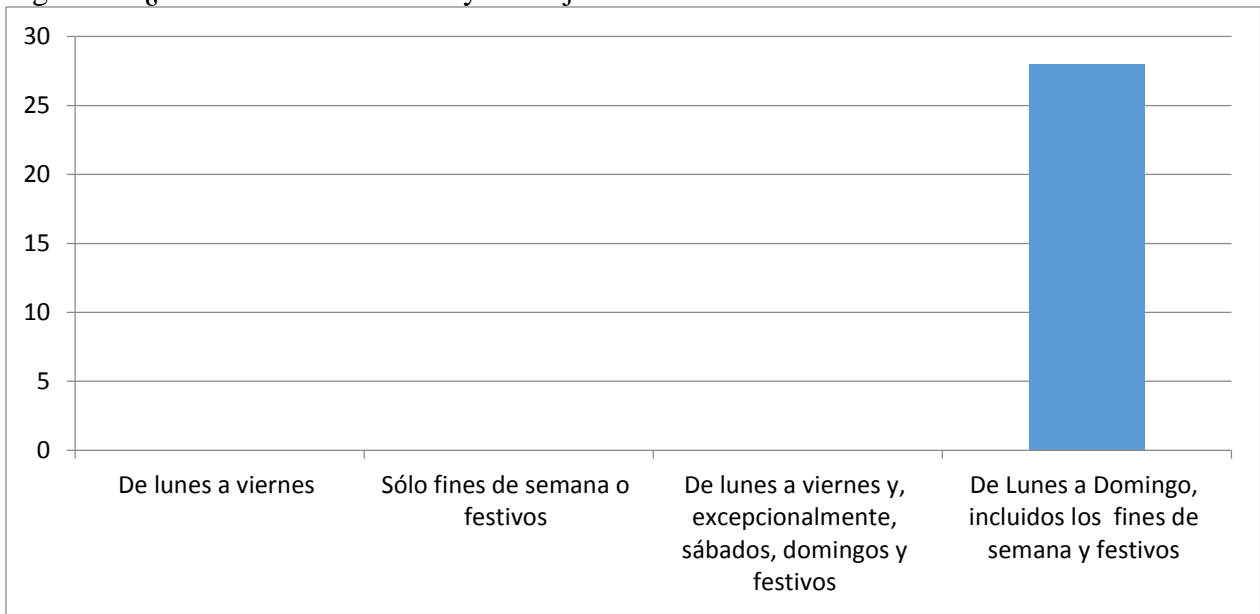 30
25
20
15
10
5
0
De lunes a viernes
Sólo fines de semana o
festivos
De lunes a viernes y,
excepcionalmente,
sábados, domingos y
festivos
De Lunes a Domingo,
incluidos los  fines de
semana y festivos